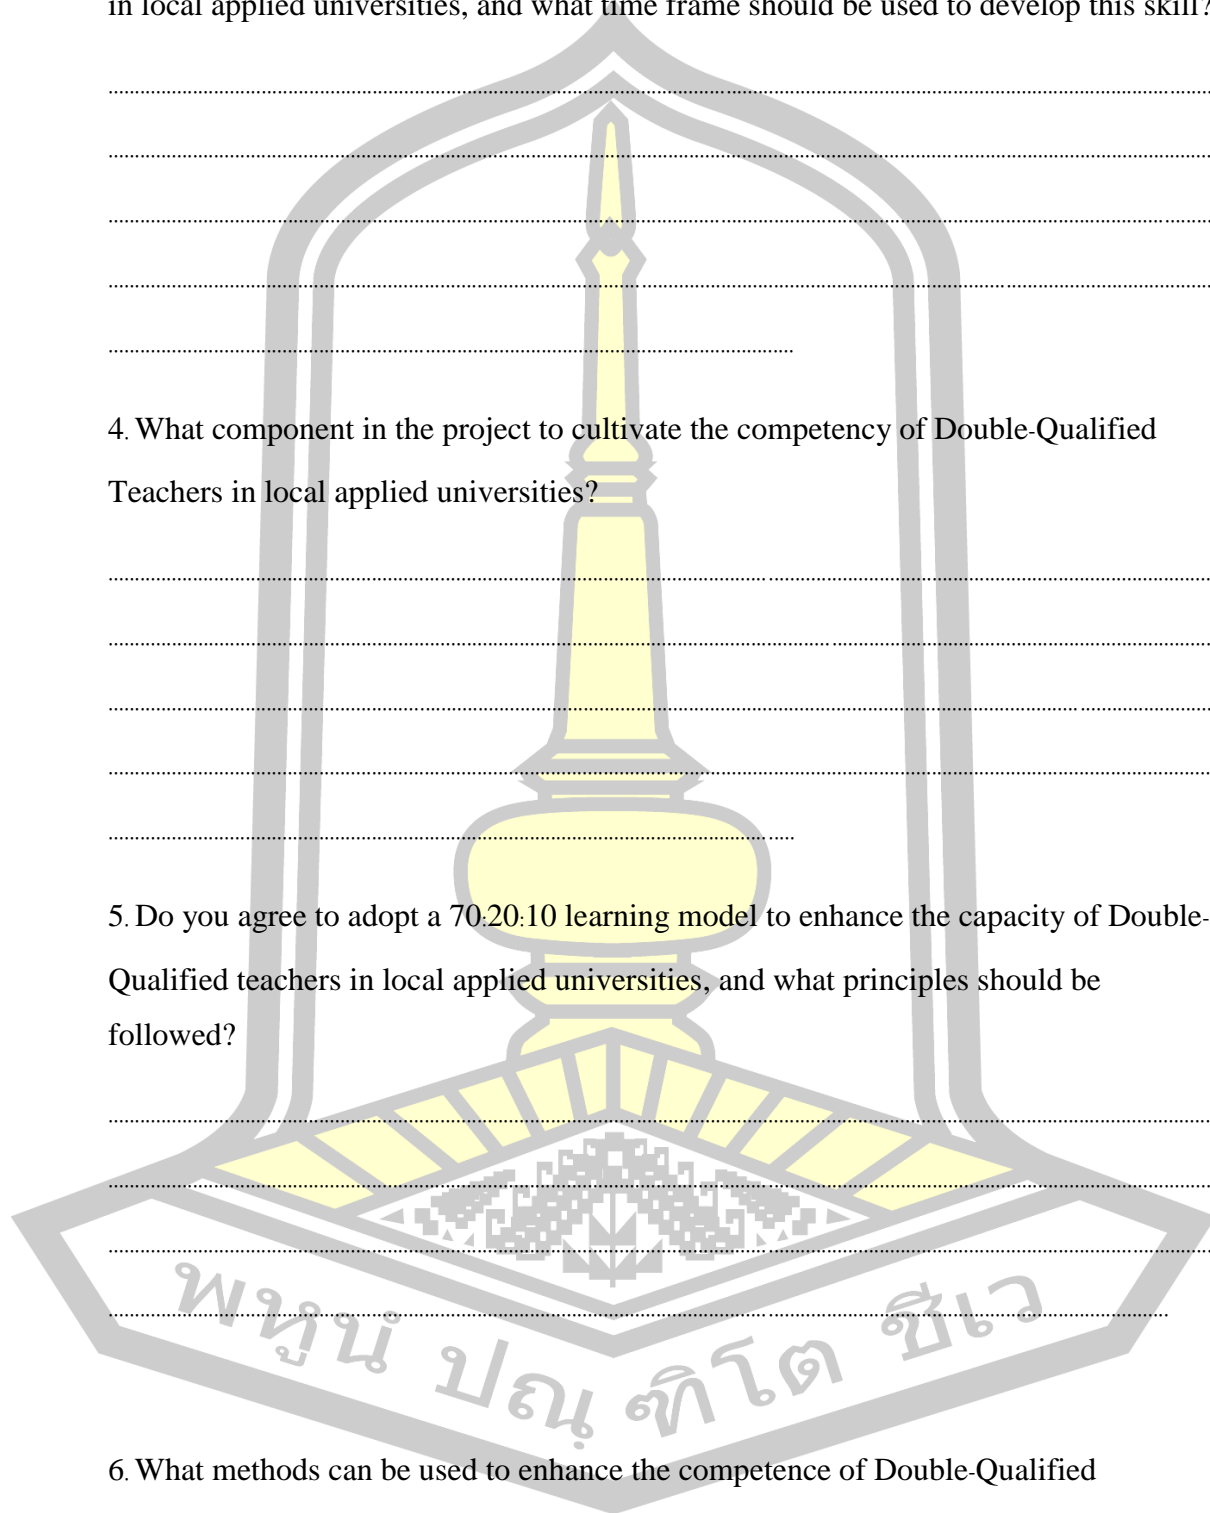 in local applied universities, and what time frame should be used to develop this skill?
4. What component in the project to cultivate the competency of Double-Qualified
Teachers in local applied universities?
5. Do you agree to adopt a 70:20:10 learning model to enhance the capacity of Double-
Qualified teachers in local applied universities, and what principles should be
followed?
พหูนํ ปณฺฑิโต ชีเว
6. What methods can be used to enhance the competence of Double-Qualified